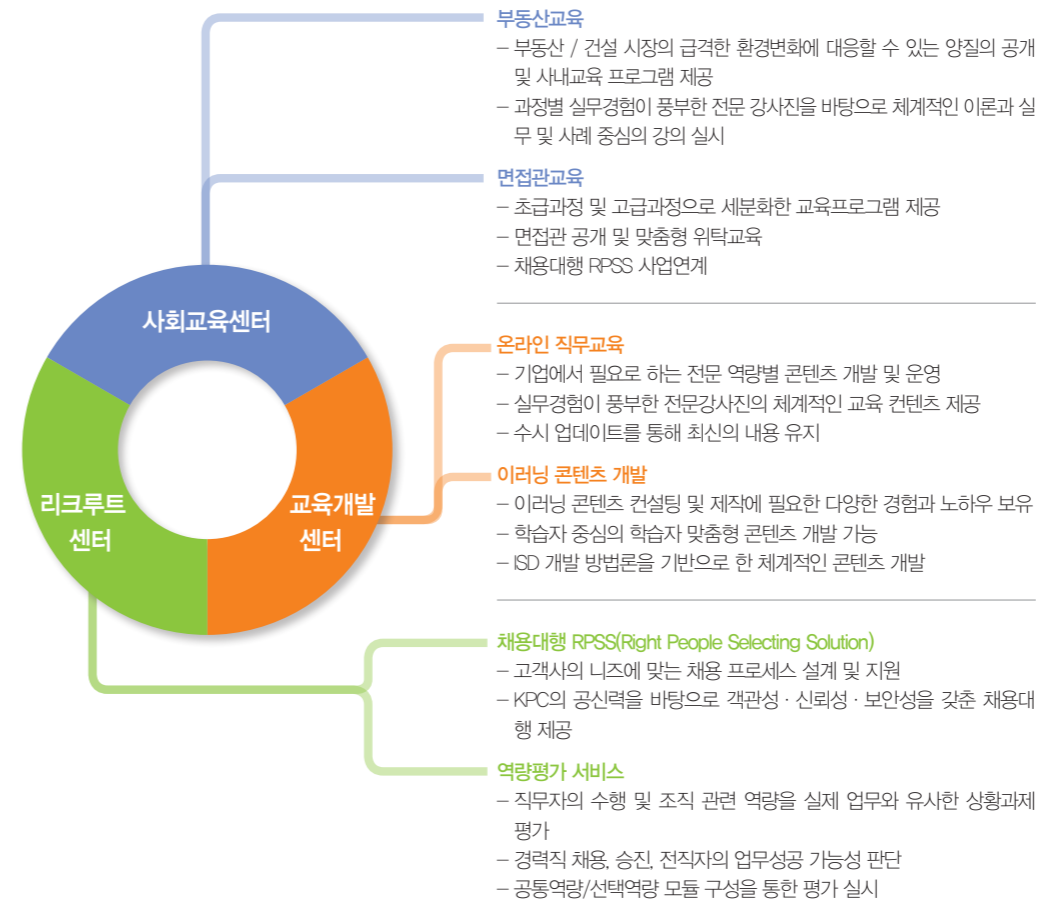 부동산교육
– 부동산 / 건설 시장의 급격한 환경변화에 대응할 수 있는 양질의 공개
및 사내교육 프로그램 제공
– 과정별 실무경험이 풍부한 전문 강사진을 바탕으로 체계적인 이론과 실
무 및 사례 중심의 강의 실시
면접관교육
– 초급과정 및 고급과정으로 세분화한 교육프로그램 제공
– 면접관 공개 및 맞춤형 위탁교육
– 채용대행 RPSS 사업연계
사회교육센터
온라인 직무교육
– 기업에서 필요로 하는 전문 역량별 콘텐츠 개발 및 운영
– 실무경험이 풍부한 전문강사진의 체계적인 교육 컨텐츠 제공
– 수시 업데이트를 통해 최신의 내용 유지
이러닝 콘텐츠 개발
– 이러닝 콘텐츠 컨설팅 및 제작에 필요한 다양한 경험과 노하우 보유
– 학습자 중심의 학습자 맞춤형 콘텐츠 개발 가능
– ISD 개발 방법론을 기반으로 한 체계적인 콘텐츠 개발
리크루트
센터
교육개발
센터
채용대행 RPSS(Right People Selecting Solution)
– 고객사의 니즈에 맞는 채용 프로세스 설계 및 지원
– KPC의 공신력을 바탕으로 객관성 · 신뢰성 · 보안성을 갖춘 채용대
행 제공
역량평가 서비스
– 직무자의 수행 및 조직 관련 역량을 실제 업무와 유사한 상황과제
평가
– 경력직 채용, 승진, 전직자의 업무성공 가능성 판단
– 공통역량/선택역량 모듈 구성을 통한 평가 실시